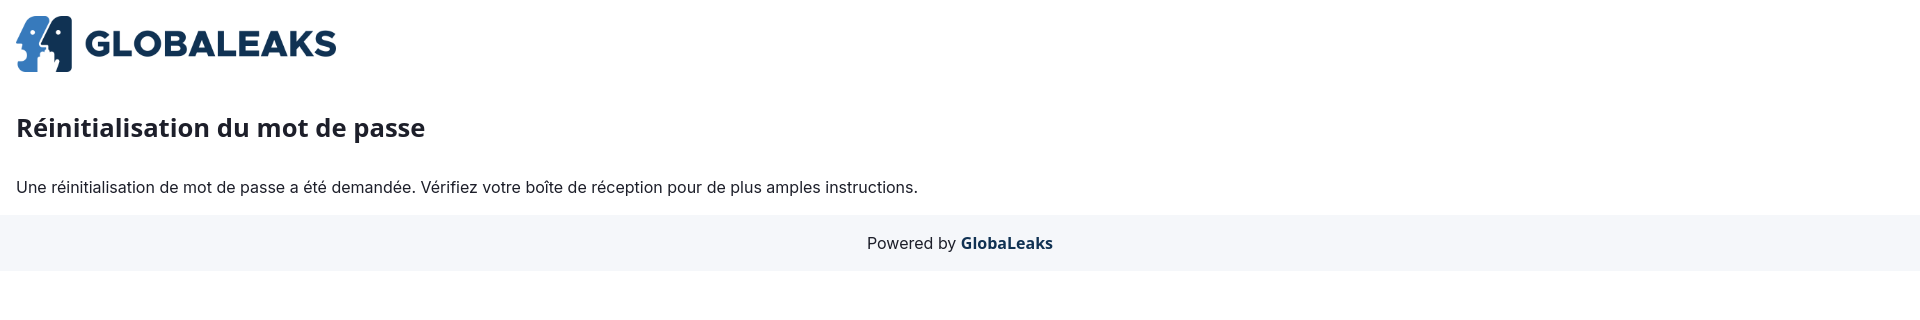 GLOBALEAKS
Réinitialisation du mot de passe
Une réinitialisation de mot de passe a été demandée. Vérifiez votre boîte de réception pour de plus amples instructions.
Powered by GlobaLeaks